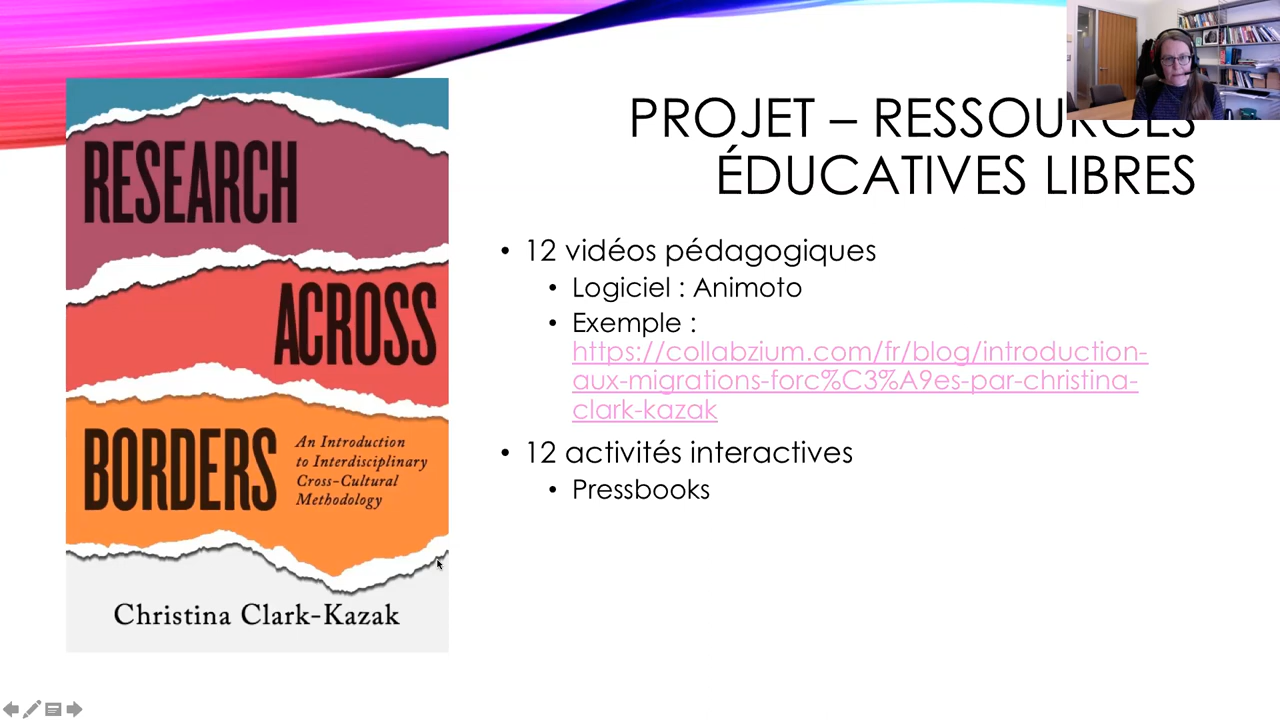 RESEARCH
ACROSS
BORDERS
An Introduction
to Interdisciplinary
Cross-Cultural
Methodology
Christina Clark-Kazak
PROJET – RESSOURCES
ÉDUCATIVES LIBRES
• 12 vidéos pédagogiques
• Logiciel : Animoto
• Exemple :
https://collabzium.com/fr/blog/introduction-
aux-migrations-forc%C3%A9es-par-christina-
clark-kazak
• 12 activités interactives
• Pressbooks